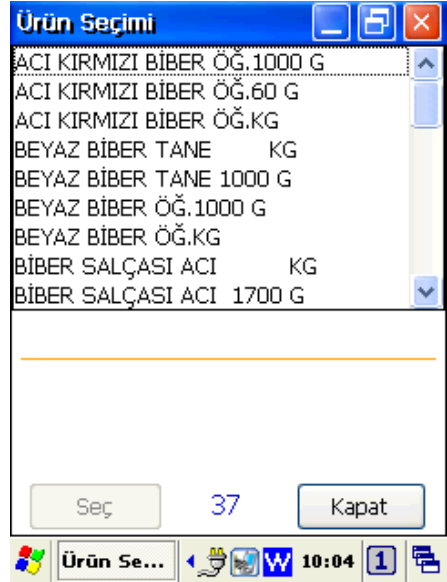 Ürün Seçimi
ACI KIRMIZI BİBER ÖĞ.1000 G
ACI KIRMIZI BİBER ÖĞ.60 G
ACI KIRMIZI BİBER ÖĞ.KG
BEYAZ BİBER TANE KG
BEYAZ BİBER TANE 1000 G
BEYAZ BİBER ÖĞ.1000 G
BEYAZ BİBER ÖĞ.KG
BİBER SALÇASI ACI KG
BİBER SALÇASI ACI 1700 G
Seç 37 Kapat
Ürün Se... W 10:04 1